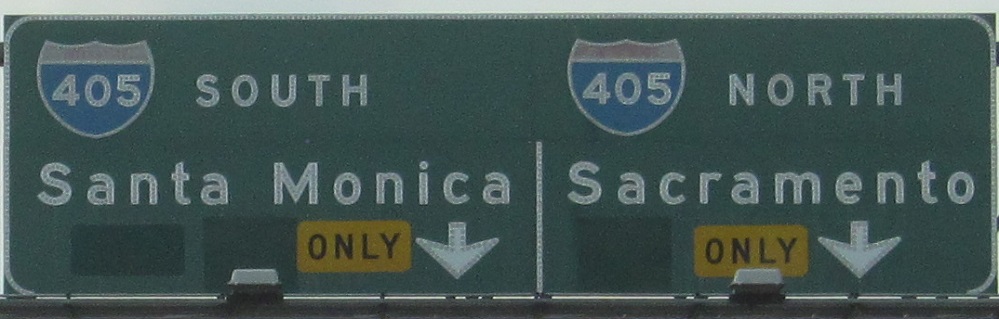 405 SOUTH
Santa Monica
ONLY
405 NORTH
Sacramento
ONLY